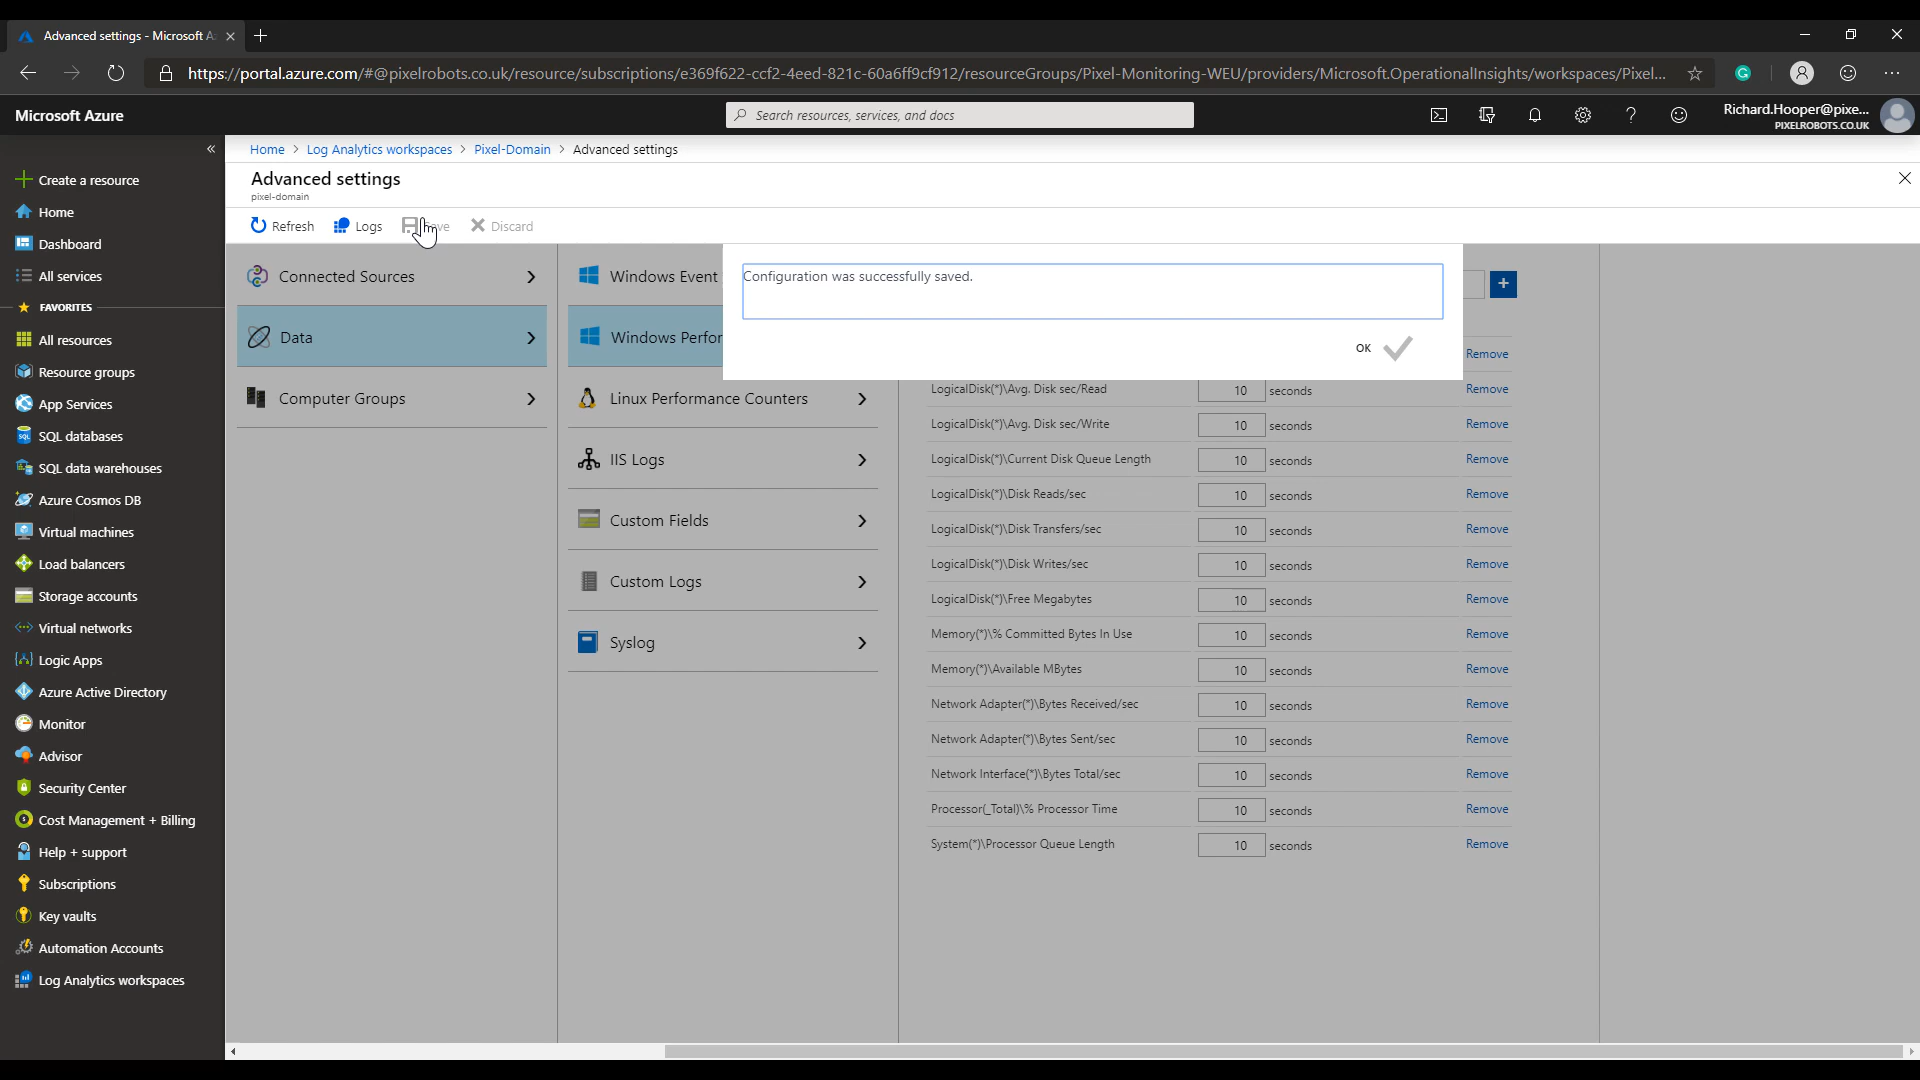 Advanced settings - Microsoft A
https://portal.azure.com/#@pixelrobots.co.uk/resource/subscriptions/e369f622-ccf2-4eed-821c-60a6ff9cf912/resourceGroups/Pixel-Monitoring-WEU/providers/Microsoft.OperationalInsights/workspaces/Pixel...
Microsoft Azure
Search resources, services, and docs
Richard.Hooper@pixe...
PIXELROBOTS.CO.UK
Home > Log Analytics workspaces > Pixel-Domain > Advanced settings
Advanced settings
pixel-domain
Refresh
Logs
Discard
Create a resource
Home
Dashboard
All services
FAVORITES
All resources
Resource groups
App Services
SQL databases
SQL data warehouses
Azure Cosmos DB
Virtual machines
Load balancers
Storage accounts
Virtual networks
Logic Apps
Azure Active Directory
Monitor
Advisor
Security Center
Cost Management + Billing
Help + support
Subscriptions
Key vaults
Automation Accounts
Log Analytics workspaces
Connected Sources
Data
Computer Groups
Windows Event
Windows Perfor
Linux Performance Counters
IIS Logs
Custom Fields
Custom Logs
Syslog
Configuration was successfully saved.
OK
Remove
LogicalDisk(*)\Avg. Disk sec/Read 10 seconds Remove
LogicalDisk(*)\Avg. Disk sec/Write 10 seconds Remove
LogicalDisk(*)\Current Disk Queue Length 10 seconds Remove
LogicalDisk(*)\Disk Reads/sec 10 seconds Remove
LogicalDisk(*)\Disk Transfers/sec 10 seconds Remove
LogicalDisk(*)\Disk Writes/sec 10 seconds Remove
LogicalDisk(*)\Free Megabytes 10 seconds Remove
Memory(*)\% Committed Bytes In Use 10 seconds Remove
Memory(*)\Available MBytes 10 seconds Remove
Network Adapter(*)\Bytes Received/sec 10 seconds Remove
Network Adapter(*)\Bytes Sent/sec 10 seconds Remove
Network Interface(*)\Bytes Total/sec 10 seconds Remove
Processor(_Total)\% Processor Time 10 seconds Remove
System(*)\Processor Queue Length 10 seconds Remove